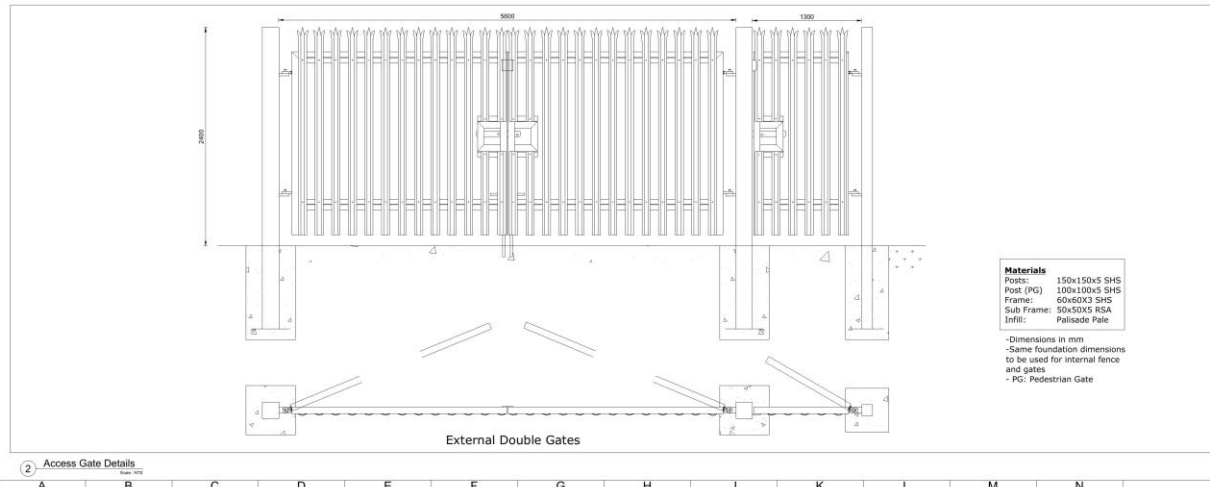 5600
1300
2400
Materials
Posts: 150x150x5 SHS
Post (PG) 100x100x5 SHS
Frame: 60x60X3 SHS
Sub Frame: 50x50X5 RSA
Infill: Palisade Pale
-Dimensions in mm
-Same foundation dimensions
to be used for internal fence
and gates
- PG: Pedestrian Gate
External Double Gates
2 Access Gate Details
Scale: NTS
A B C D E F G H I K L M N